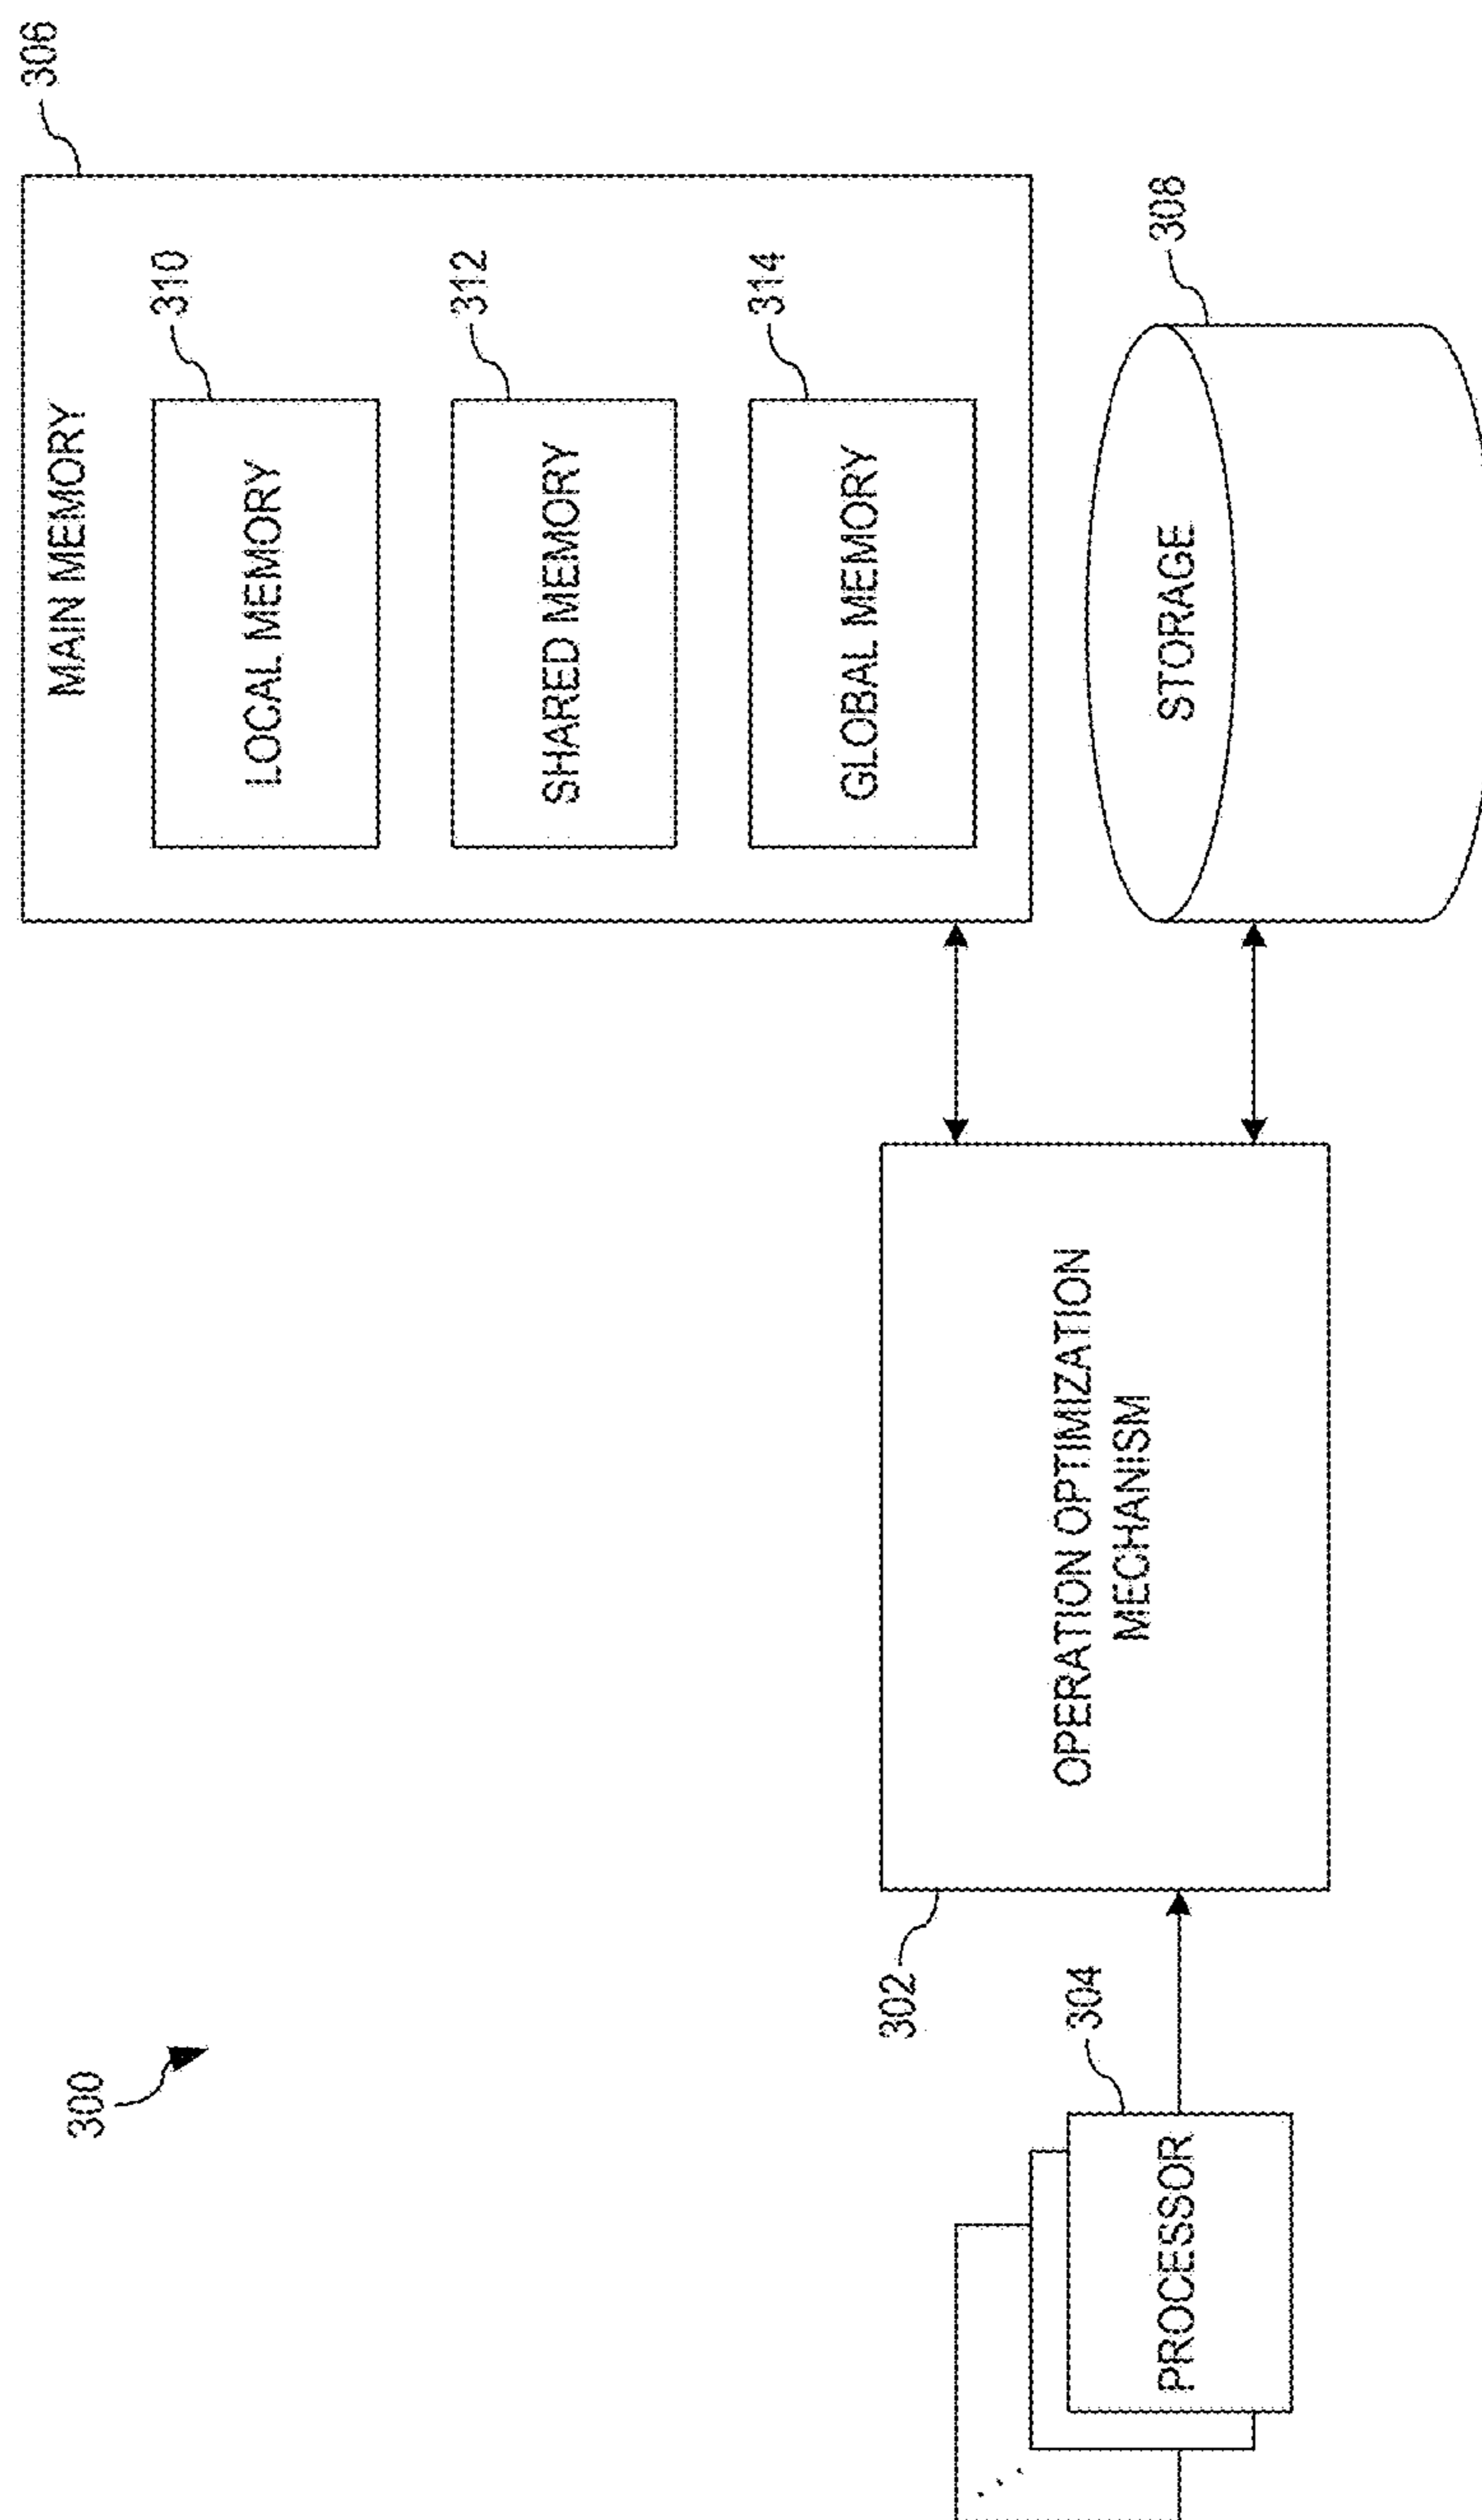 300
306
MAIN MEMORY
310
LOCAL MEMORY
312
SHARED MEMORY
314
GLOBAL MEMORY
308
STORAGE
302
OPERATION OPTIMIZATION
MECHANISM
304
PROCESSOR